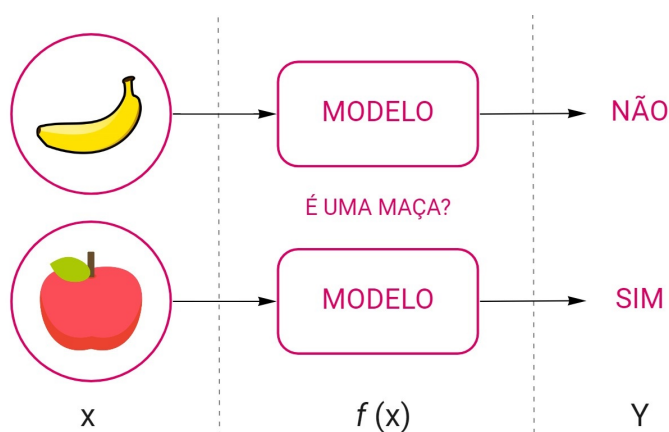 MODELO
NÃO
É UMA MAÇA?
MODELO
SIM
x
f (x)
Y